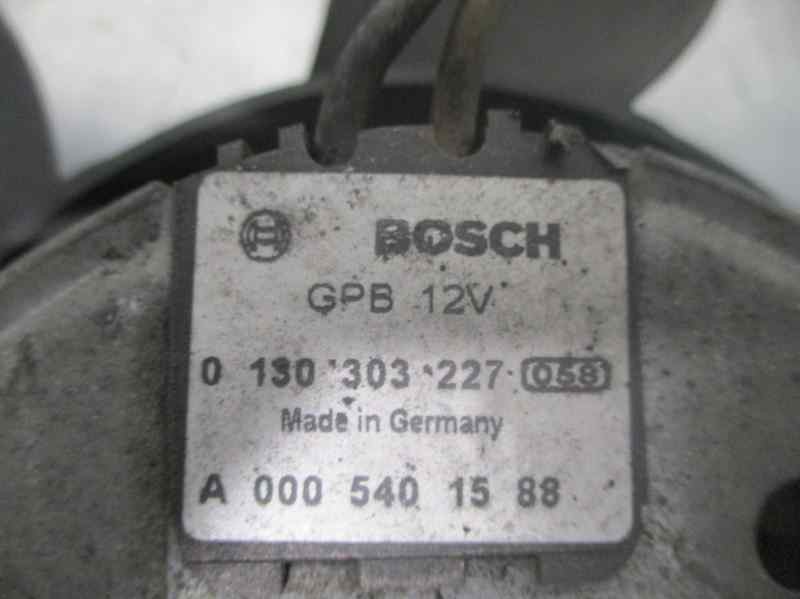 BOSCH
GPB 12V
0 130 303 227 058
Made in Germany
A 000 540 15 88